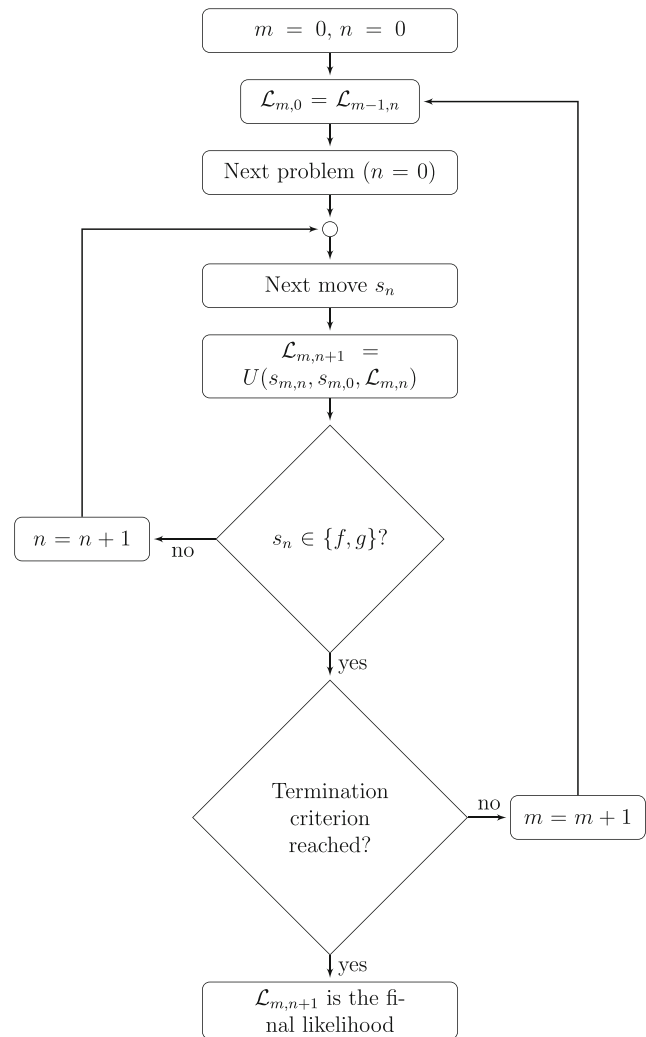 m = 0, n = 0
ℒ_{m,0} = ℒ_{m−1,n}
Next problem (n = 0)
Next move s_n
ℒ_{m,n+1} =
U(s_{m,n}, s_{m,0}, ℒ_{m,n})
s_n ∈ {f, g}?
n = n + 1
no
yes
Termination
criterion
reached?
no
m = m + 1
yes
ℒ_{m,n+1} is the fi-
nal likelihood